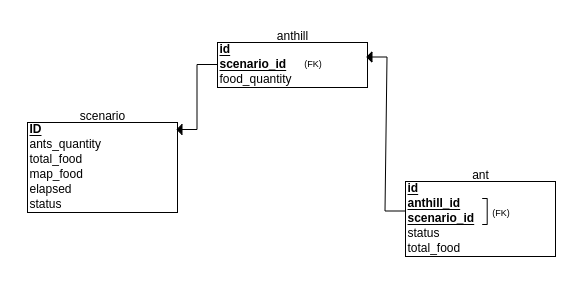 anthill
id
scenario_id (FK)
food_quantity
scenario
ID
ants_quantity
total_food
map_food
elapsed
status
ant
id
anthill_id
scenario_id (FK)
status
total_food